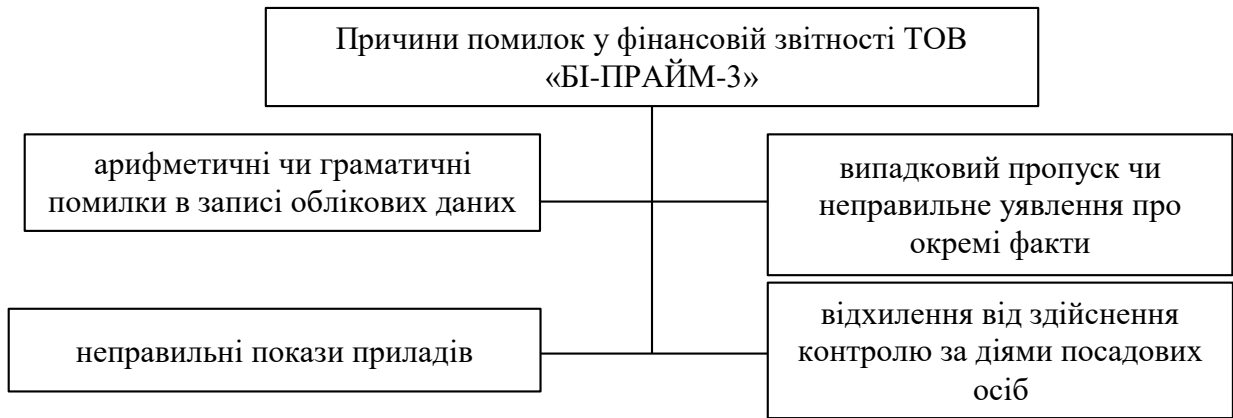 Причини помилок у фінансовій звітності ТОВ
«БІ-ПРАЙМ-3»
арифметичні чи граматичні
помилки в записі облікових даних
випадковий пропуск чи
неправильне уявлення про
окремі факти
неправильні покази приладів
відхилення від здійснення
контролю за діями посадових
осіб